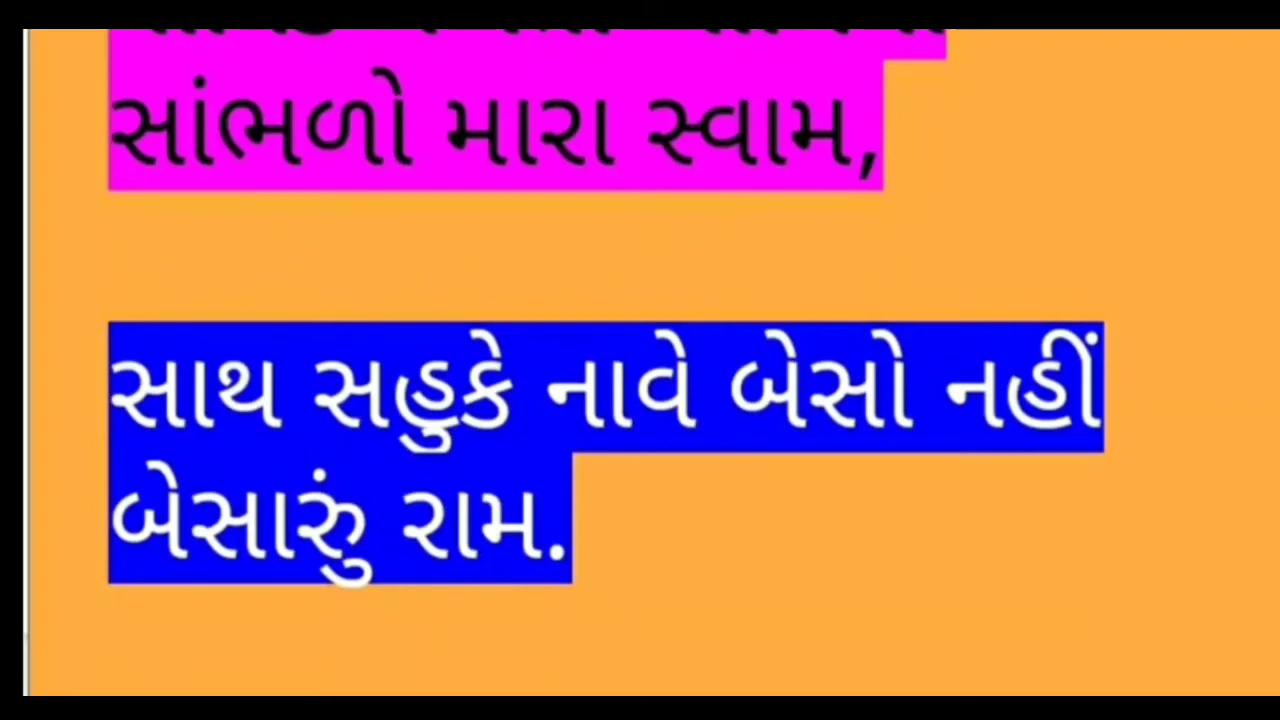 સાંભળો મારા સ્વામ,
સાથ સહુકે નાવે બેસો નહીં
બેસારું રામ.